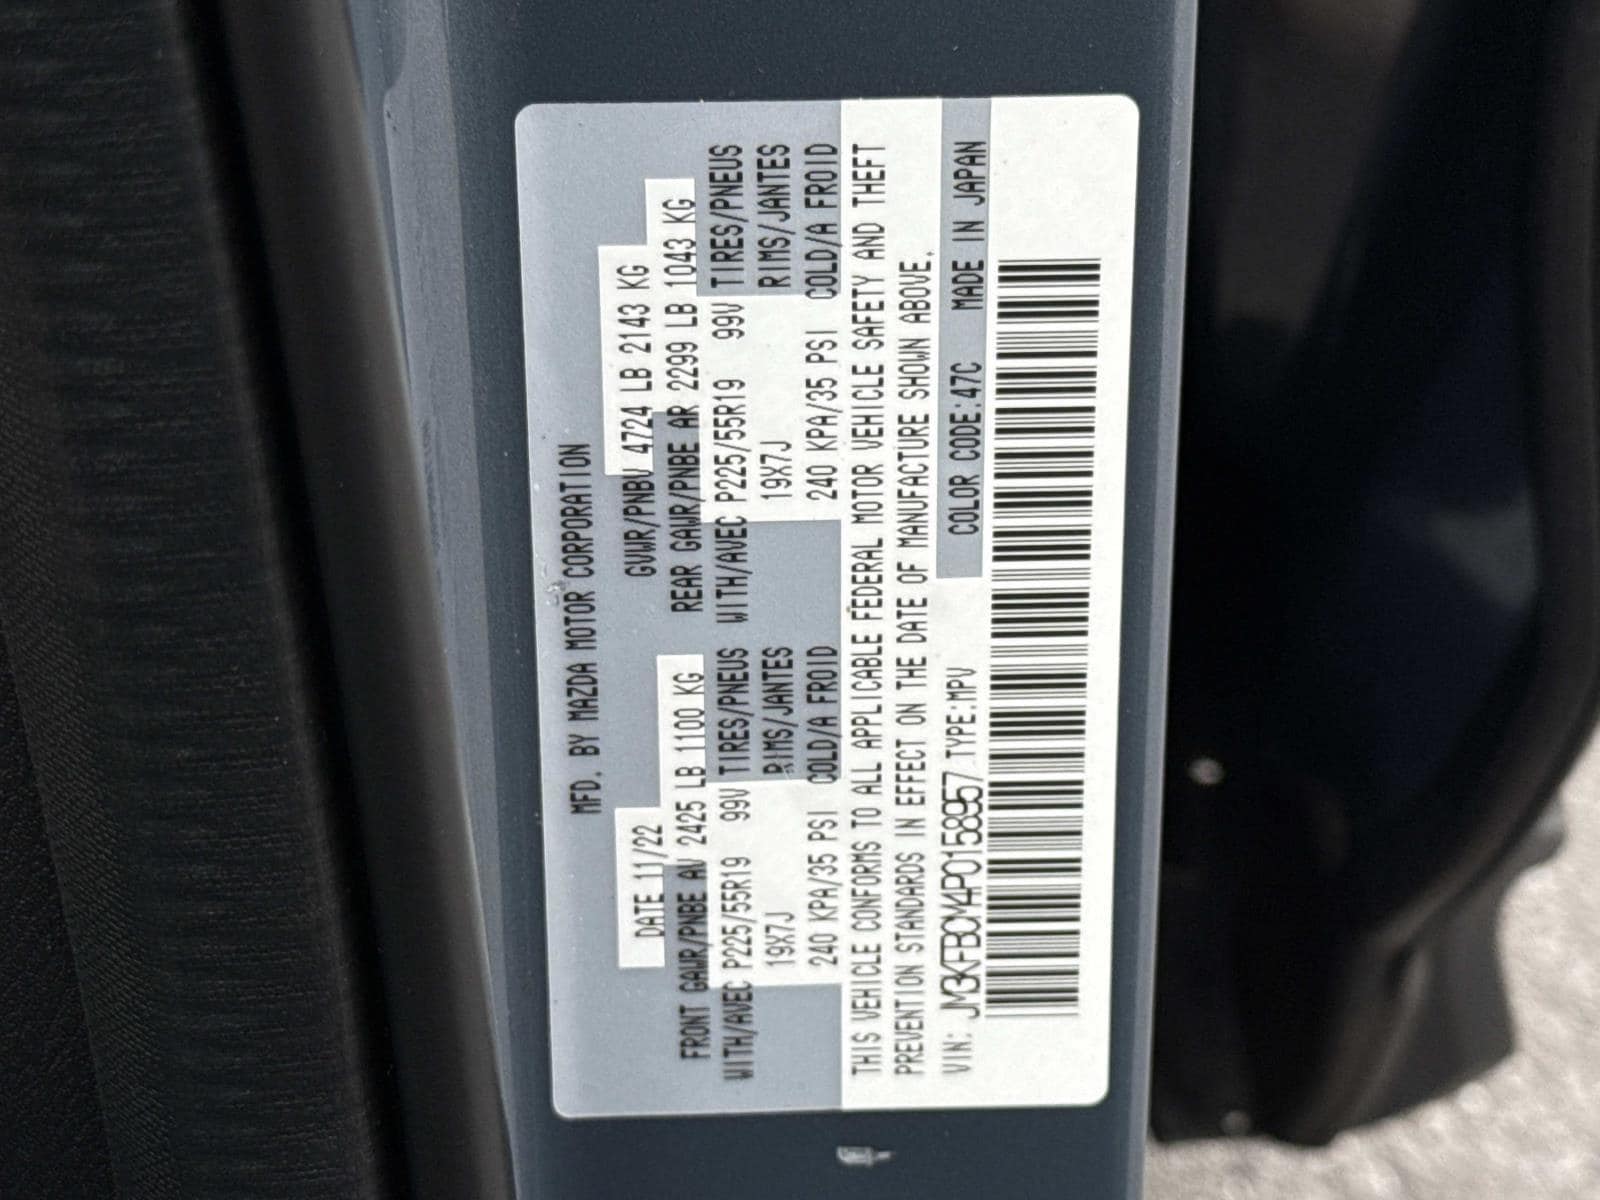 MFD. BY MAZDA MOTOR CORPORATION
DATE 11/22 GVWR/PNBV 4724 LB 2143 KG
FRONT GAWR/PNBE AV 2425 LB 1100 KG REAR GAWR/PNBE AR 2299 LB 1043 KG
WITH/AVEC P225/55R19 99V TIRES/PNEUS WITH/AVEC P225/55R19 99V TIRES/PNEUS
19X7J RIMS/JANTES 19X7J RIMS/JANTES
240 KPA/35 PSI COLD/A FROID 240 KPA/35 PSI COLD/A FROID
THIS VEHICLE CONFORMS TO ALL APPLICABLE FEDERAL MOTOR VEHICLE SAFETY AND THEFT
PREVENTION STANDARDS IN EFFECT ON THE DATE OF MANUFACTURE SHOWN ABOVE.
VIN: JM3KFBCM4P0158957 TYPE:MPV COLOR CODE:47C MADE IN JAPAN